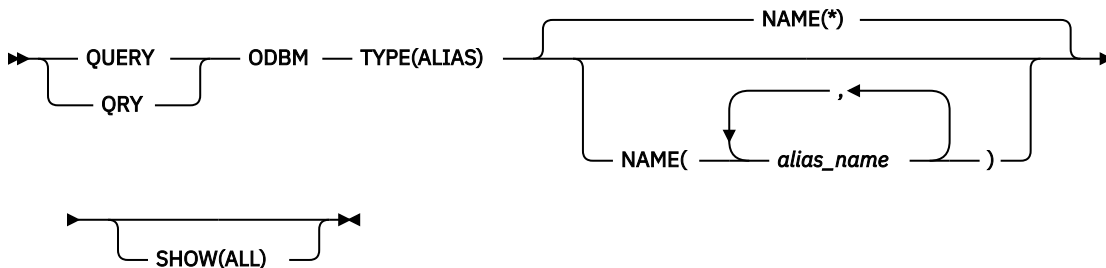 NAME(*)
QUERY ODBM TYPE(ALIAS)
QRY
,
NAME( alias_name )
SHOW(ALL)